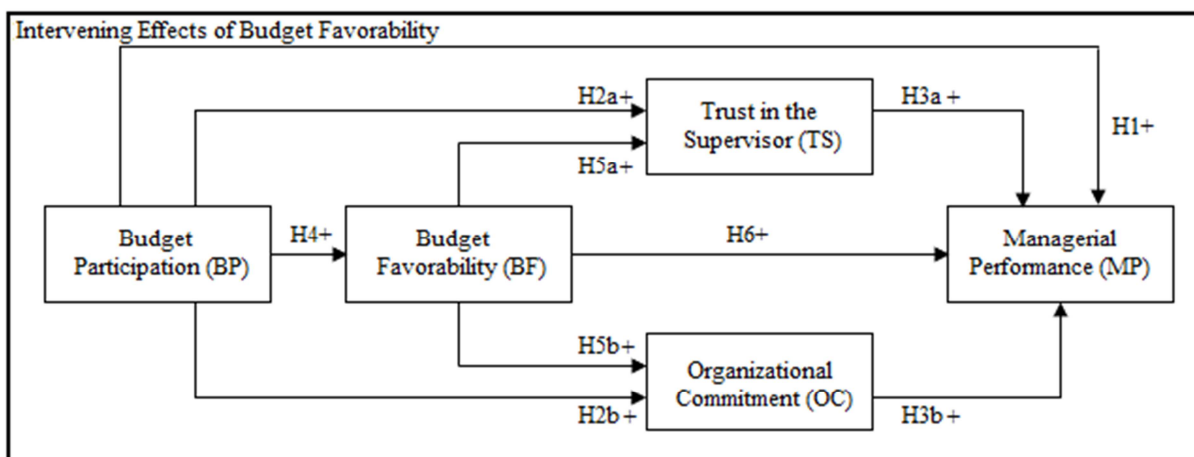 Intervening Effects of Budget Favorability
H2a+
Trust in the
Supervisor (TS)
H3a +
H1+
H5a+
Budget
Participation (BP)
H4+
Budget
Favorability (BF)
H6+
Managerial
Performance (MP)
H5b+
Organizational
Commitment (OC)
H2b +
H3b+